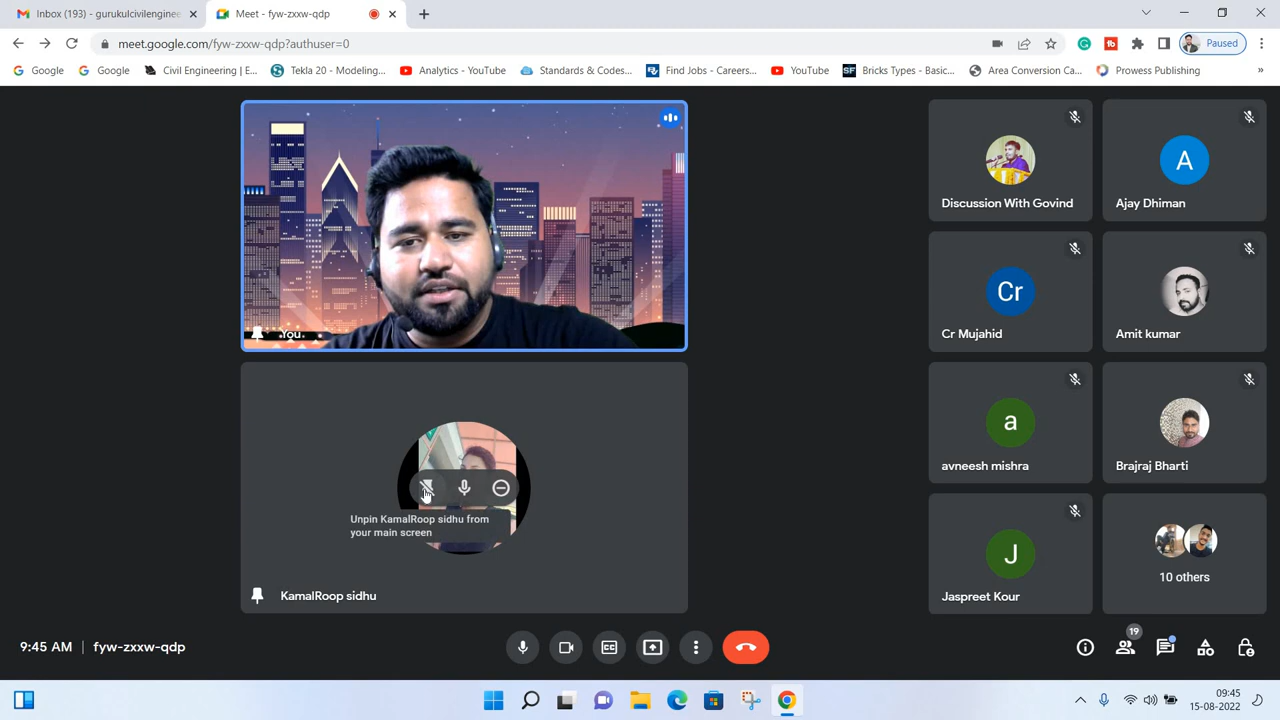 Inbox (193) - gurukulcivilenginee
Meet - fyw-zxxw-qdp
meet.google.com/fyw-zxxw-qdp?authuser=0
Paused
Google
Google
Civil Engineering | E...
Tekla 20 - Modeling...
Analytics - YouTube
Standards & Codes...
Find Jobs - Careers...
YouTube
SF
Bricks Types - Basic...
Area Conversion Ca...
Prowess Publishing
»
You
Discussion With Govind
A
Ajay Dhiman
Cr
Cr Mujahid
Amit kumar
a
avneesh mishra
Brajraj Bharti
Unpin KamalRoop sidhu from
your main screen
KamalRoop sidhu
J
Jaspreet Kour
10 others
9:45 AM | fyw-zxxw-qdp
CC
19
09:45
15-08-2022